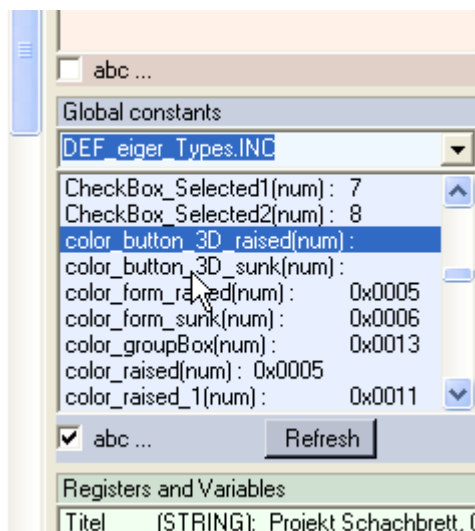 abc ...
Global constants
DEF_eiger_Types.INC
CheckBox_Selected1(num) : 7
CheckBox_Selected2(num) : 8
color_button_3D_raised(num) :
color_button_3D_sunk(num) :
color_form_raised(num) : 0x0005
color_form_sunk(num) : 0x0006
color_groupBox(num) : 0x0013
color_raised(num) : 0x0005
color_raised_1(num) : 0x0011
abc ...
Refresh
Registers and Variables
Titel (STRING): Projekt Schachbrett, (